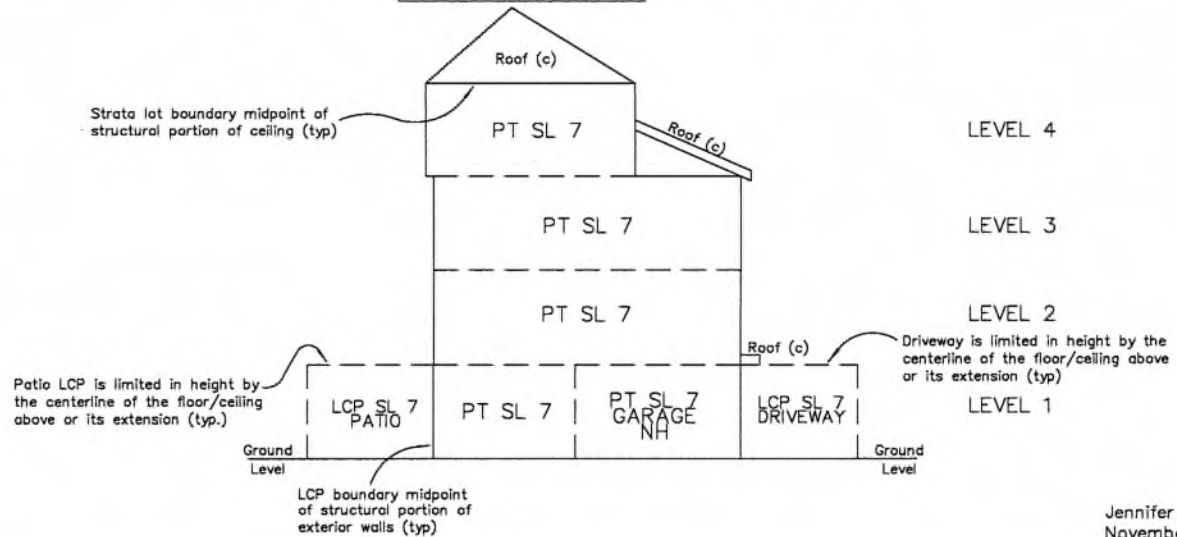 Roof (c)
Strata lot boundary midpoint of
structural portion of ceiling (typ)
PT SL 7
Roof (c)
LEVEL 4
PT SL 7
LEVEL 3
PT SL 7
LEVEL 2
Roof (c)
Driveway is limited in height by the
centerline of the floor/ceiling above
or its extension (typ)
Patio LCP is limited in height by
the centerline of the floor/ceiling
above or its extension (typ.)
LCP SL 7
PATIO
PT SL 7
PT SL 7
GARAGE
NH
LCP SL 7
DRIVEWAY
LEVEL 1
Ground
Level
Ground
Level
LCP boundary midpoint
of structural portion of
exterior walls (typ)
Jennifer
Novembe